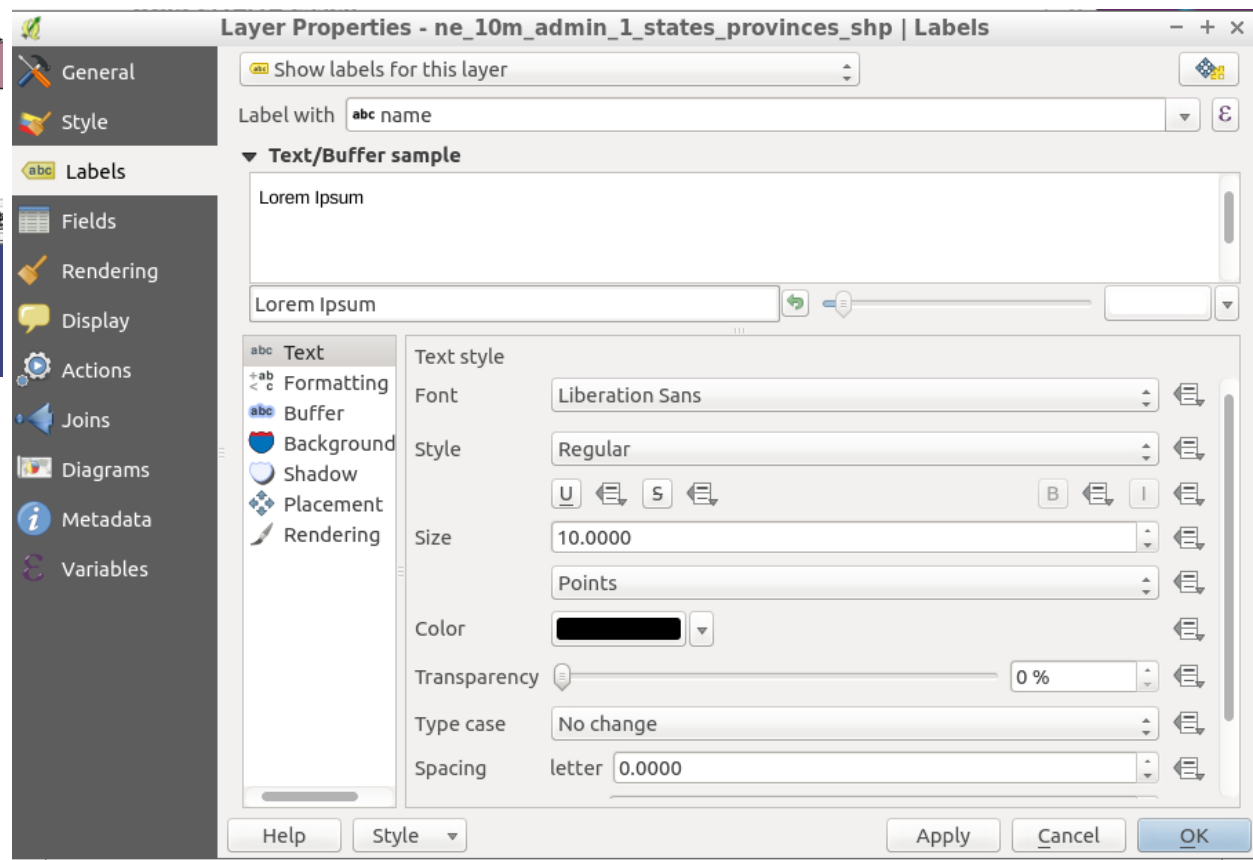 Layer Properties - ne_10m_admin_1_states_provinces_shp | Labels
General
Style
abc Labels
Fields
Rendering
Display
Actions
Joins
Diagrams
Metadata
Variables
abc Show labels for this layer
Label with abc name ε
Text/Buffer sample
Lorem Ipsum
Lorem Ipsum
abc Text
+ab < c Formatting
abc Buffer
Background
Shadow
Placement
Rendering
Text style
Font Liberation Sans
Style Regular
U S B I
Size 10.0000
Points
Color
Transparency 0 %
Type case No change
Spacing letter 0.0000
Help Style Apply Cancel OK